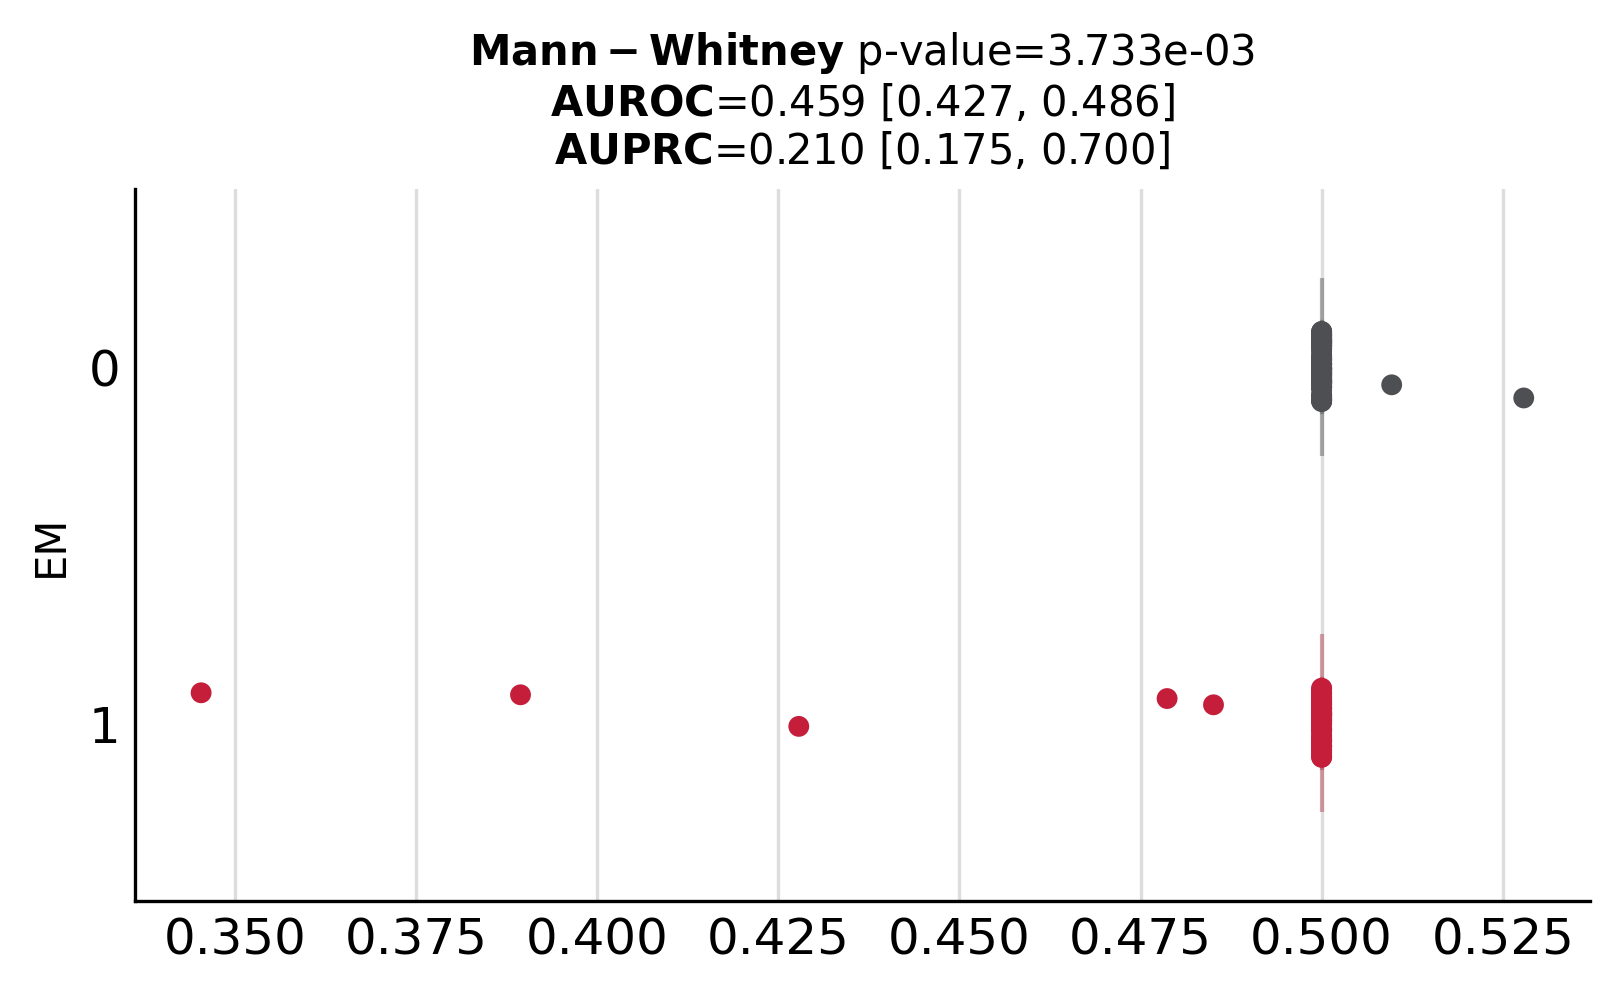 Mann−Whitney p-value=3.733e-03
AUROC=0.459 [0.427, 0.486]
AUPRC=0.210 [0.175, 0.700]
0
EM
1
0.350 0.375 0.400 0.425 0.450 0.475 0.500 0.525